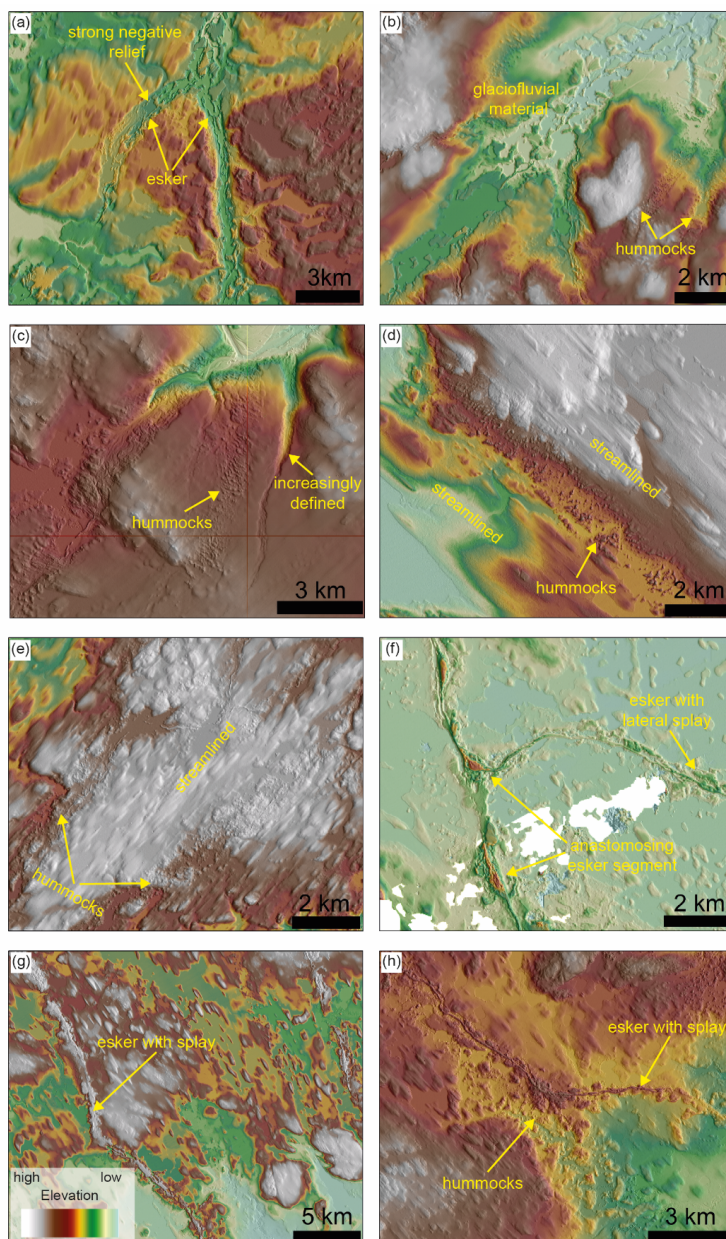 (a)
strong negative
relief
esker
3km
(b)
glaciofluvial
material
hummocks
2 km
(c)
hummocks
increasingly
defined
3 km
(d)
streamlined
streamlined
hummocks
2 km
(e)
streamlined
hummocks
2 km
(f)
esker with
lateral splay
anastomosing
esker segment
2 km
(g)
esker with splay
high low
Elevation
5 km
(h)
esker with splay
hummocks
3 km